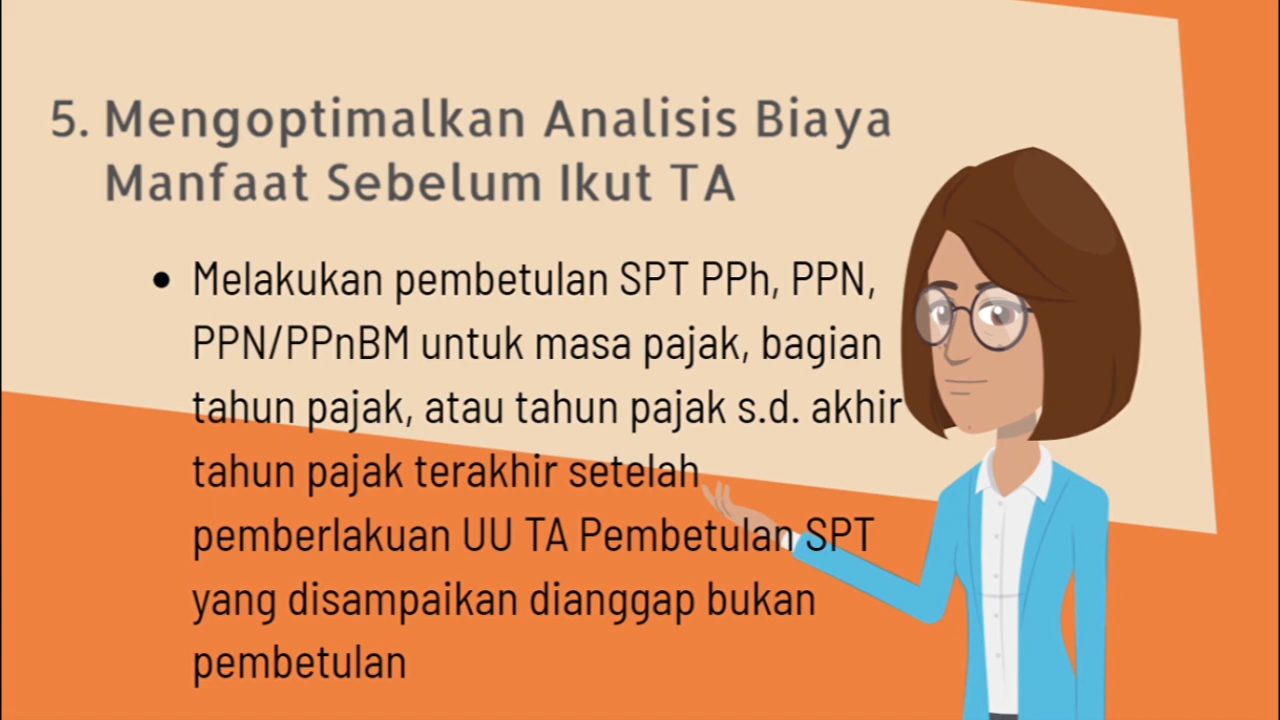 5. Mengoptimalkan Analisis Biaya
Manfaat Sebelum Ikut TA
• Melakukan pembetulan SPT PPh, PPN,
PPN/PPnBM untuk masa pajak, bagian
tahun pajak, atau tahun pajak s.d. akhir
tahun pajak terakhir setelah
pemberlakuan UU TA Pembetulan SPT
yang disampaikan dianggap bukan
pembetulan